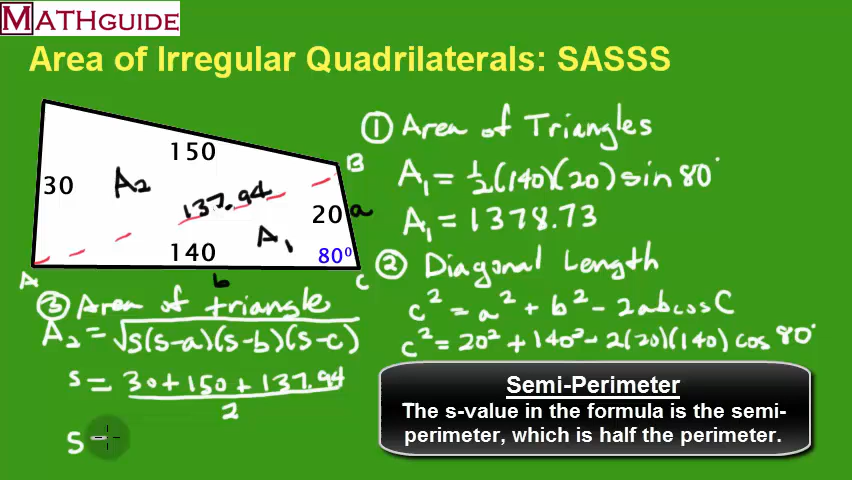 MATHGUIDE
Area of Irregular Quadrilaterals: SASSS
① Area of Triangles
A₁ = ½(140)(20) sin 80°
A₁ = 1378.73
② Diagonal Length
c² = a² + b² - 2ab cos C
c² = 20² + 140² - 2(20)(140) cos 80°
150
B
30
A₂
137.94
20
a
A₁
140
80⁰
A
b
C
③ Area of triangle
A₂ = √s(s-a)(s-b)(s-c)
s = 30 + 150 + 137.94
2
s =
Semi-Perimeter
The s-value in the formula is the semi-
perimeter, which is half the perimeter.